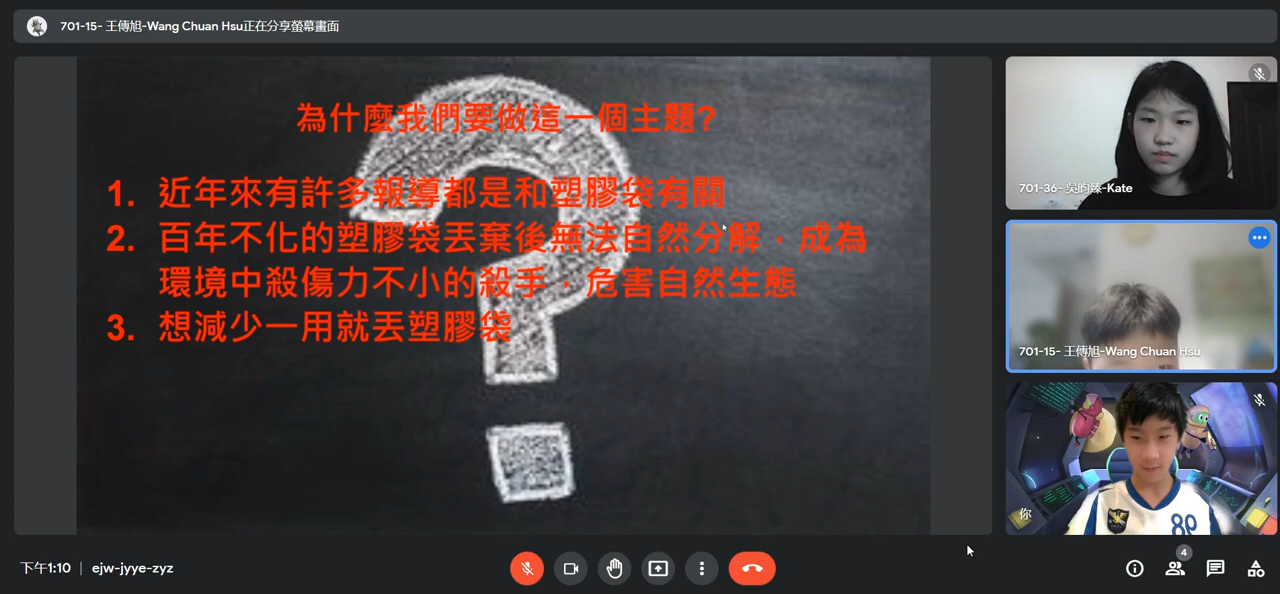 701-15- 王傳旭-Wang Chuan Hsu正在分享螢幕畫面
為什麼我們要做這一個主題?
1. 近年來有許多報導都是和塑膠袋有關
2. 百年不化的塑膠袋丟棄後無法自然分解，成為
環境中殺傷力不小的殺手，危害自然生態
3. 想減少一用就丟塑膠袋
701-36- 吳昀臻-Kate
701-15- 王傳旭-Wang Chuan Hsu
你
80
下午1:10 | ejw-jyye-zyz
4